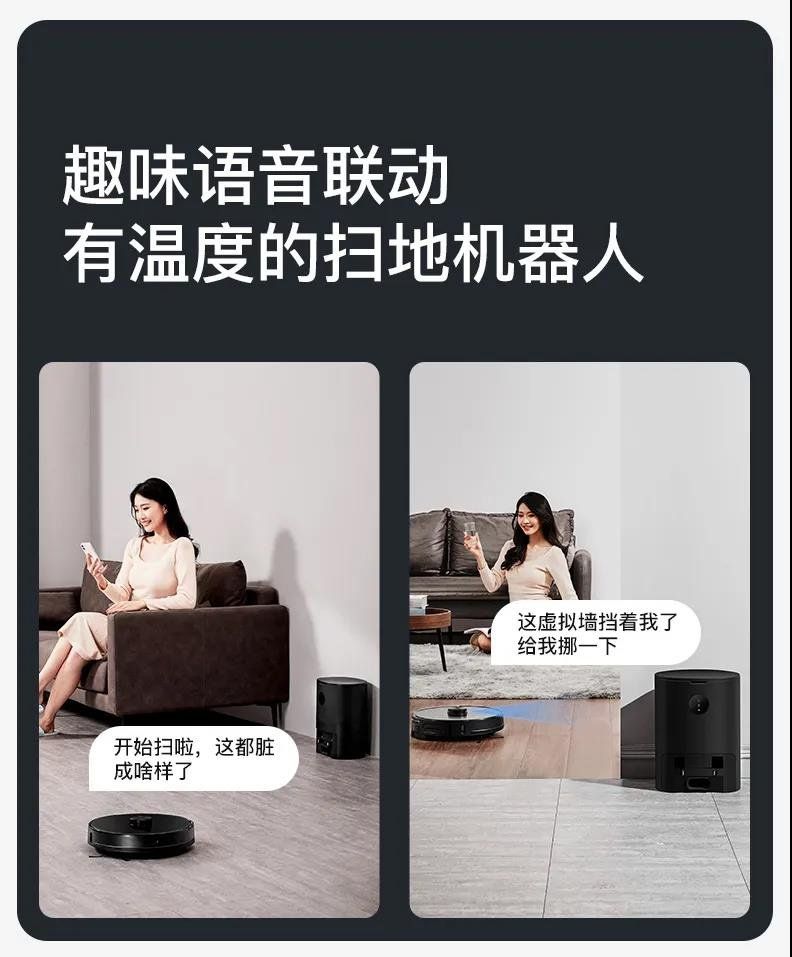 趣味语音联动
有温度的扫地机器人
开始扫啦，这都脏
成啥样了
这虚拟墙挡着我了
给我挪一下